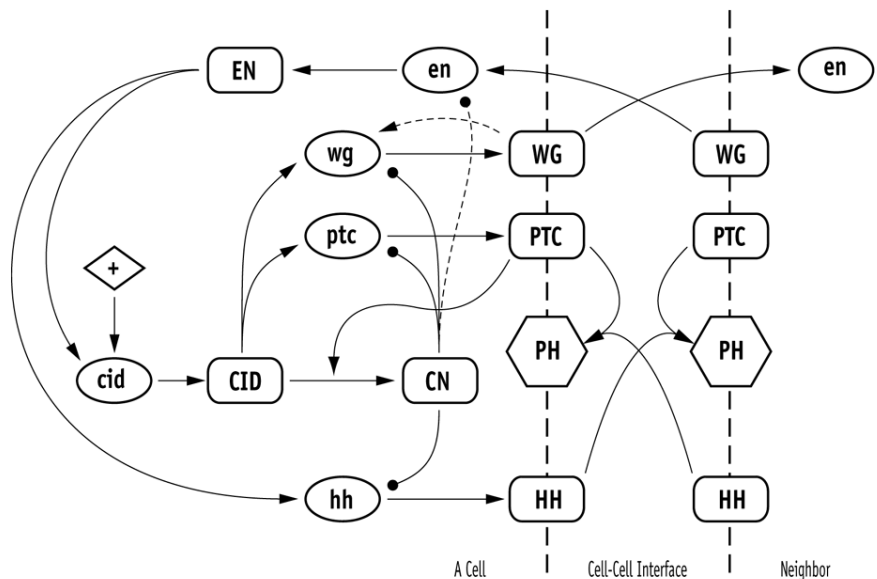 EN
en
en
wg
WG
WG
ptc
PTC
PTC
+
PH
PH
cid
CID
CN
hh
HH
HH
A Cell
Cell-Cell Interface
Neighbor